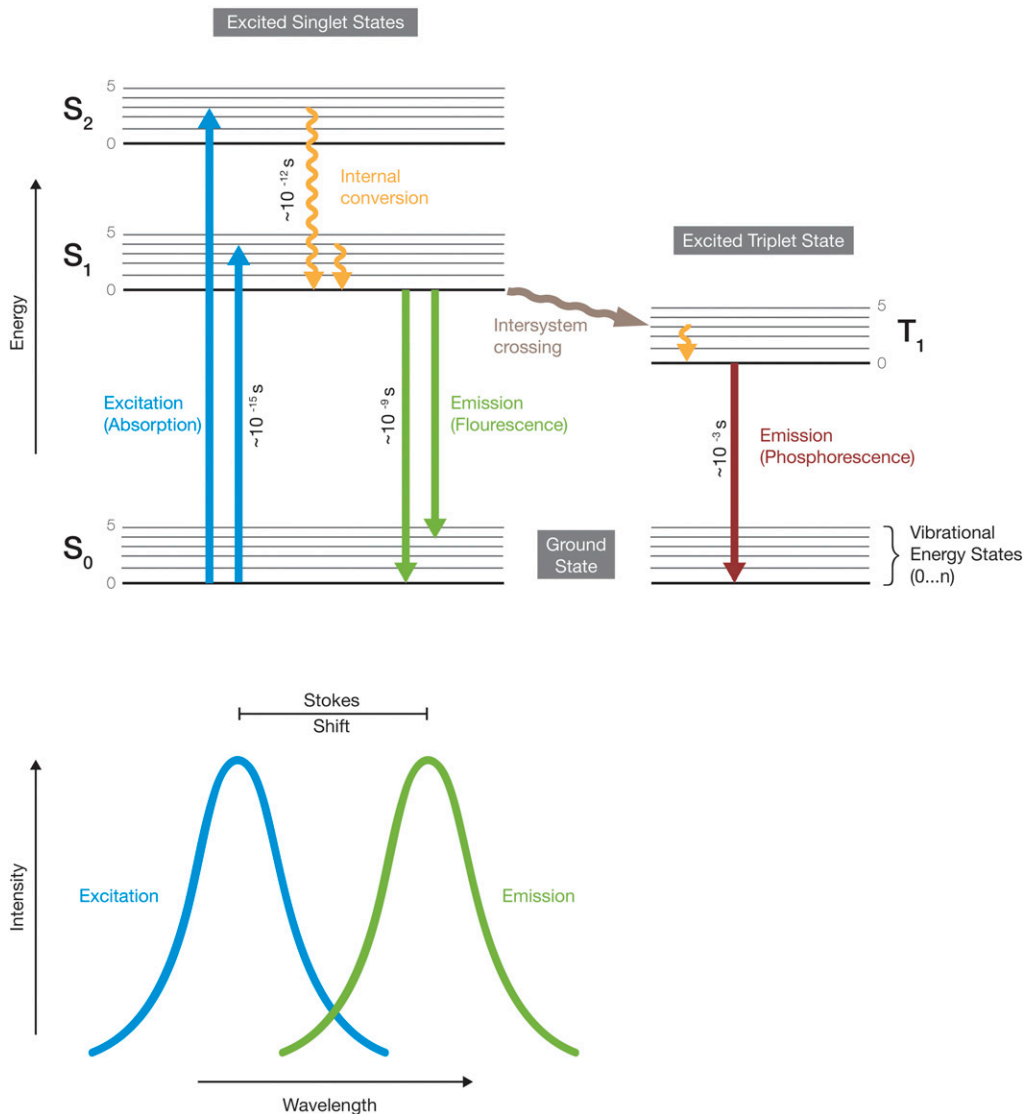 Excited Singlet States
5
S2
0
~10 -12 s
Internal
conversion
5
S1
0
Excited Triplet State
5
T1
0
Intersystem
crossing
Energy
Excitation
(Absorption)
~10 -15 s
~10 -9 s
Emission
(Flourescence)
~10 -3 s
Emission
(Phosphorescence)
5
S0
0
Ground
State
Vibrational
Energy States
(0...n)
Stokes
Shift
Intensity
Excitation
Emission
Wavelength